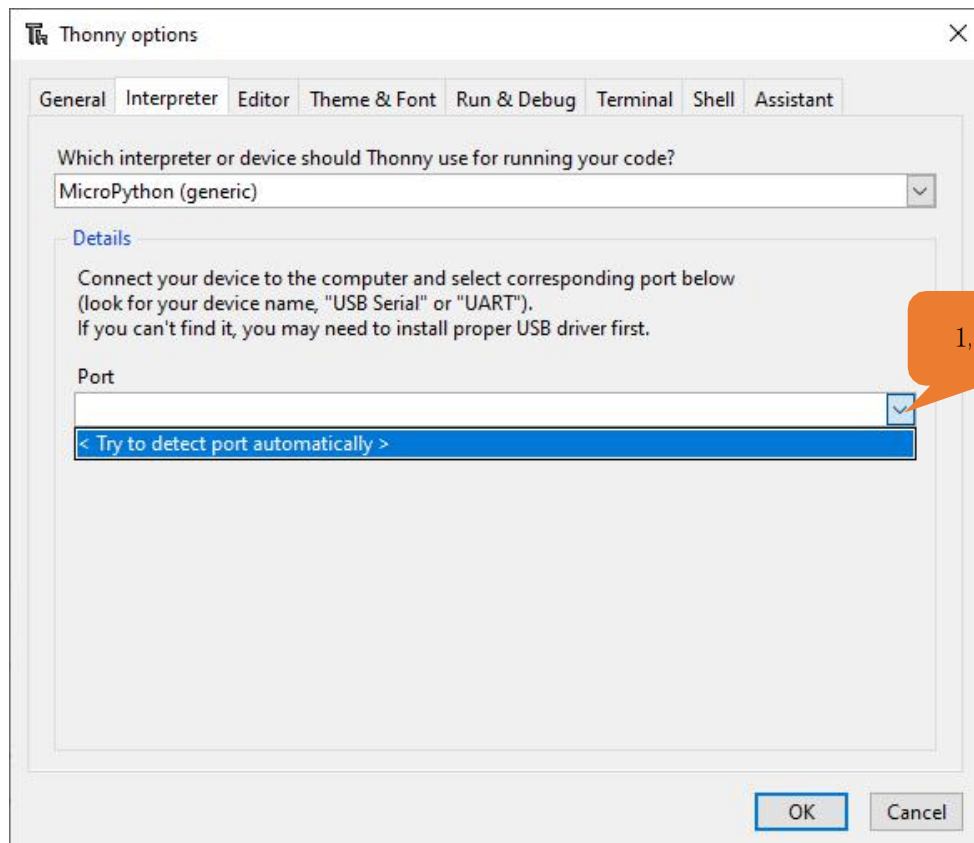 Thonny options
General Interpreter Editor Theme & Font Run & Debug Terminal Shell Assistant
Which interpreter or device should Thonny use for running your code?
MicroPython (generic)
Details
Connect your device to the computer and select corresponding port below
(look for your device name, "USB Serial" or "UART").
If you can't find it, you may need to install proper USB driver first.
1,
Port
< Try to detect port automatically >
OK Cancel